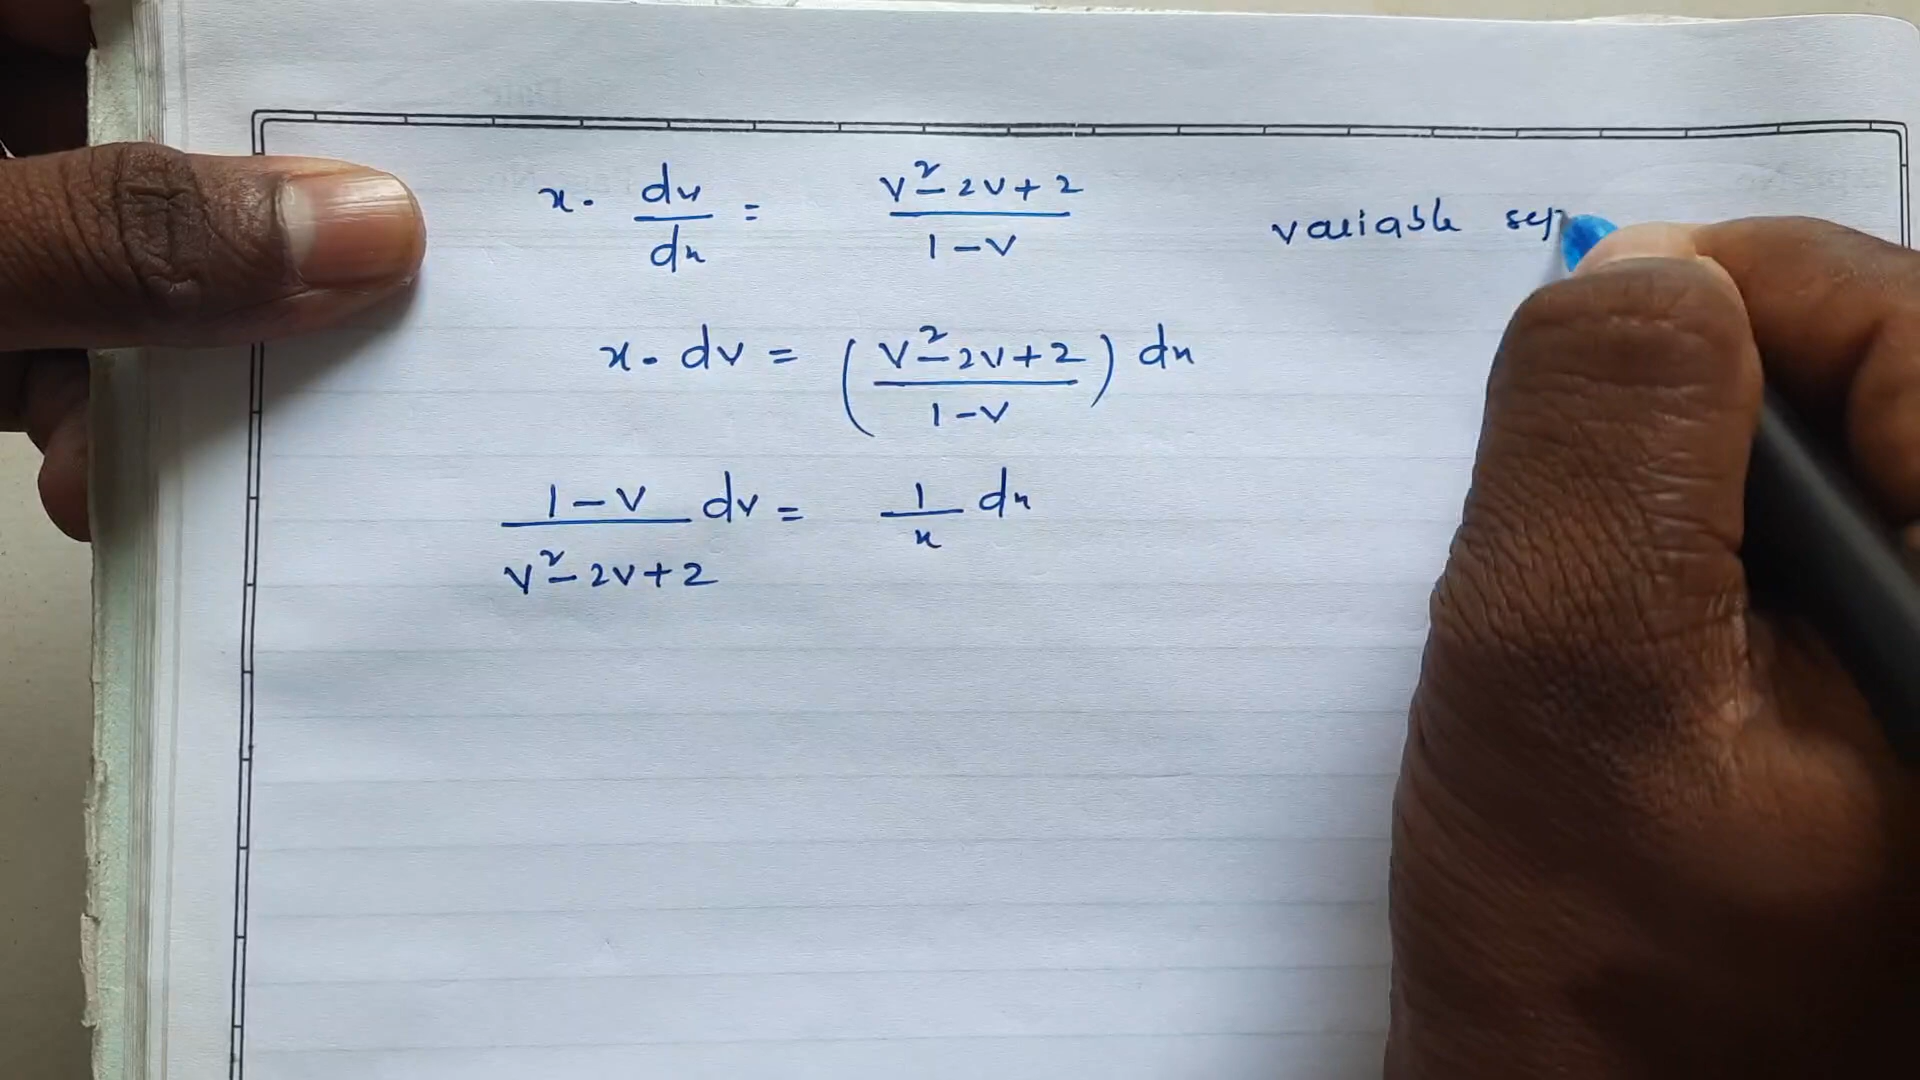 x. dv/dx = v² - 2v + 2 / 1 - v
variable sep
x. dv = (v² - 2v + 2 / 1 - v) dx
1 - v / v² - 2v + 2 dv = 1/x dx